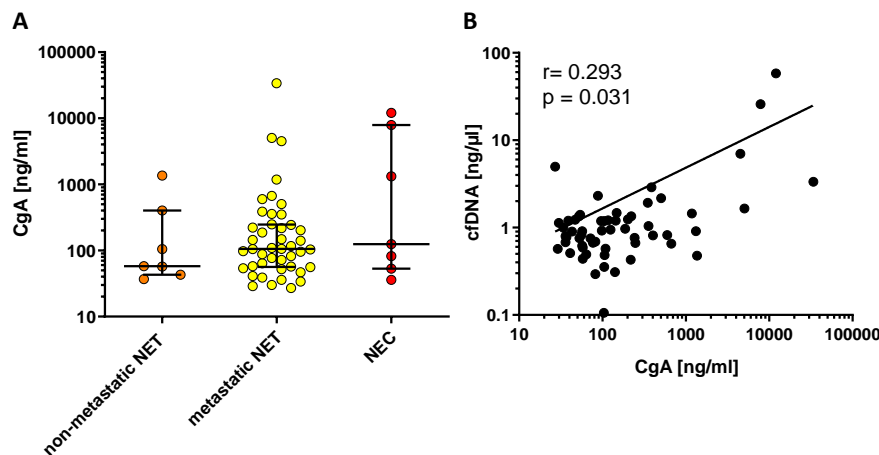 A
100000
10000
1000
100
10
CgA [ng/ml]
non-metastatic NET
metastatic NET
NEC
B
100
10
1
0.1
cfDNA [ng/µl]
r= 0.293
p = 0.031
10
100
1000
10000
100000
CgA [ng/ml]